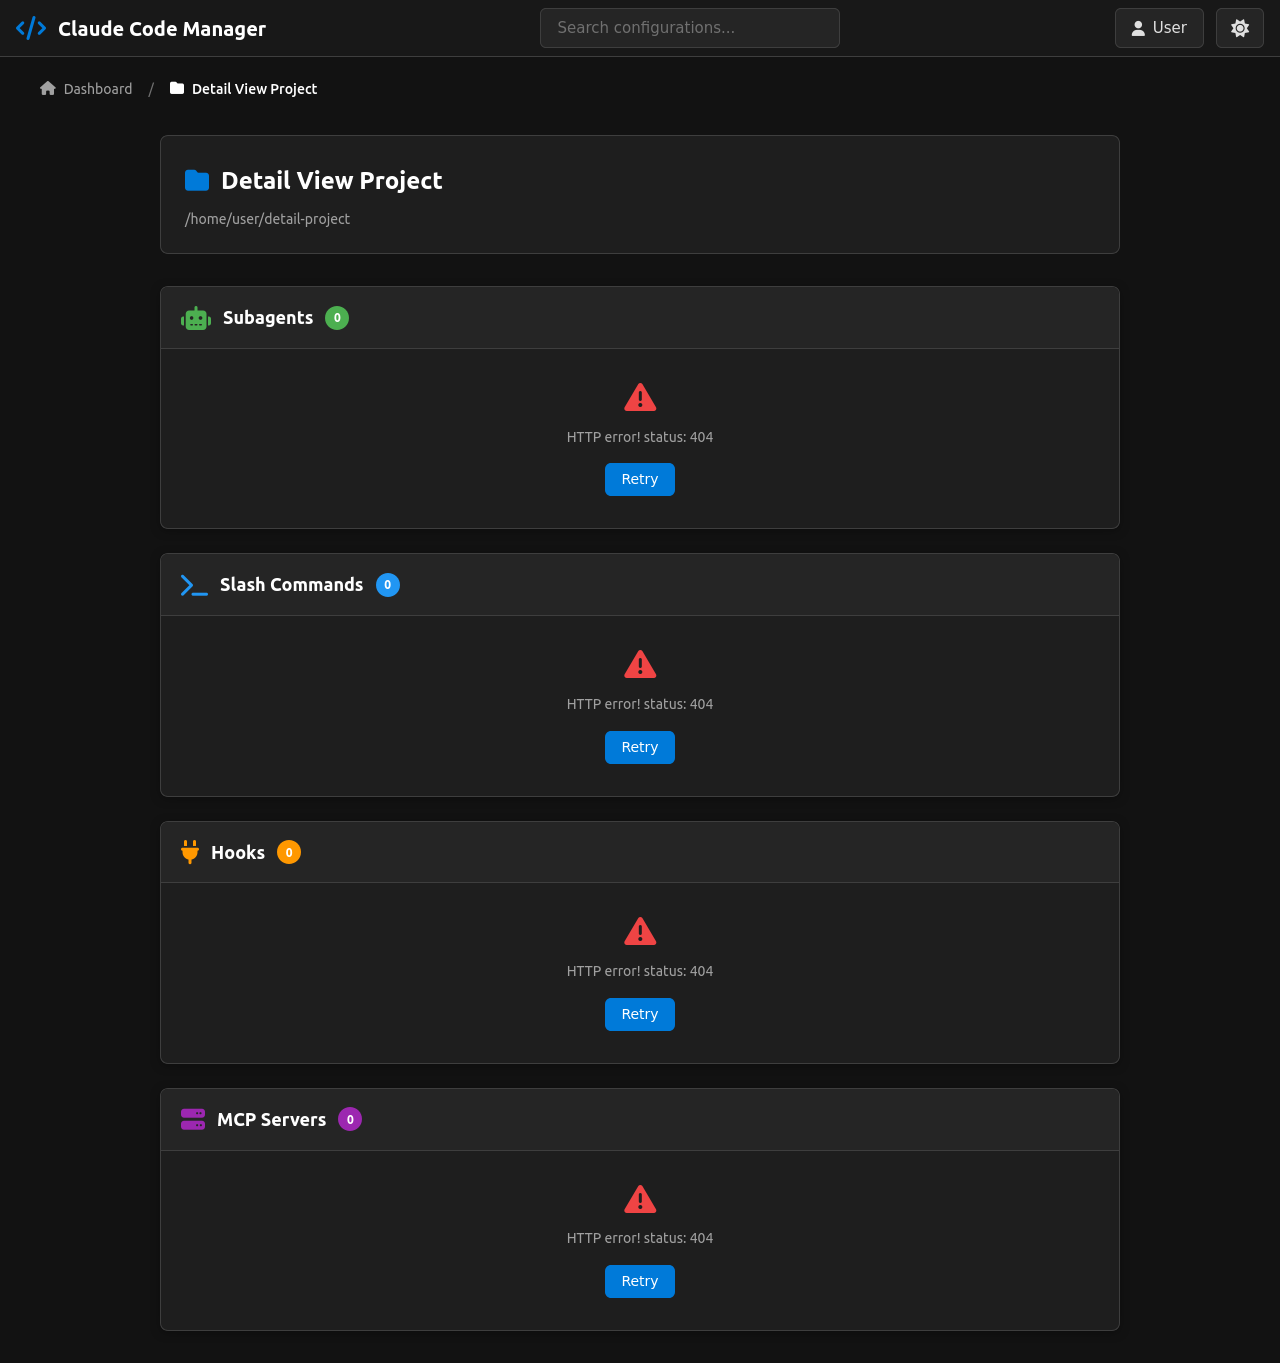 Claude Code Manager
Search configurations...
User
Dashboard / Detail View Project
Detail View Project
/home/user/detail-project
Subagents 0
HTTP error! status: 404
Retry
Slash Commands 0
HTTP error! status: 404
Retry
Hooks 0
HTTP error! status: 404
Retry
MCP Servers 0
HTTP error! status: 404
Retry